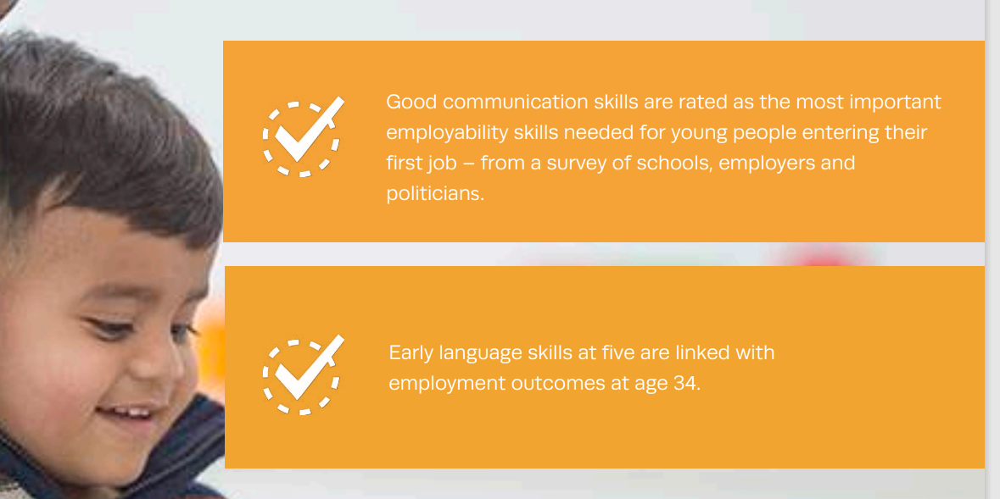 Good communication skills are rated as the most important
employability skills needed for young people entering their
first job – from a survey of schools, employers and
politicians.
Early language skills at five are linked with
employment outcomes at age 34.